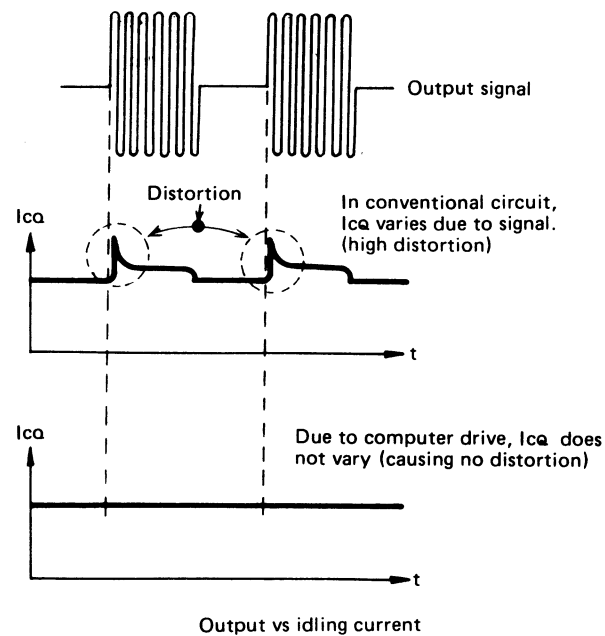 Output signal
Distortion
In conventional circuit,
IcQ varies due to signal.
(high distortion)
IcQ
t
Due to computer drive, IcQ does
not vary (causing no distortion)
IcQ
t
Output vs idling current